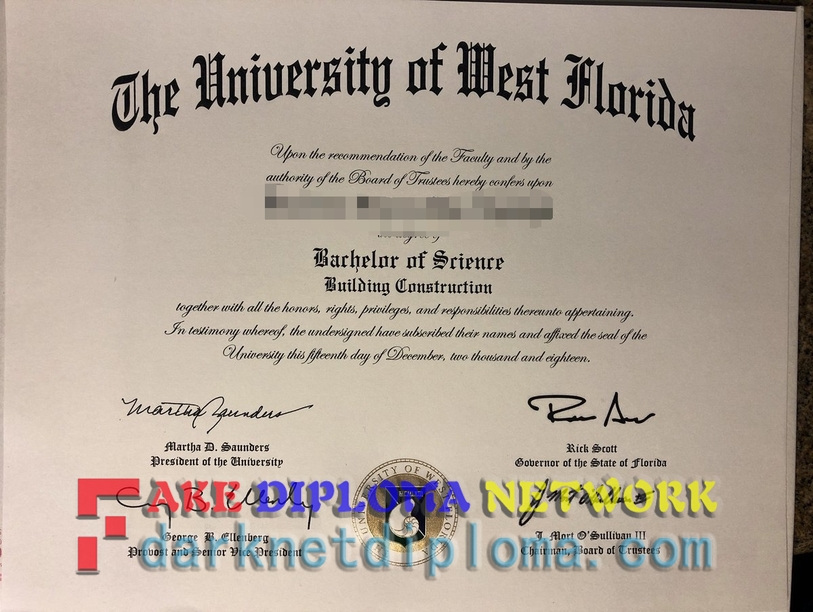 The University of West Florida
Upon the recommendation of the Faculty and by the
authority of the Board of Trustees hereby confers upon
Bachelor of Science
Building Construction
together with all the honors, rights, privileges, and responsibilities thereunto appertaining.
In testimony whereof, the undersigned have subscribed their names and affixed the seal of the
University this fifteenth day of December, two thousand and eighteen.
Martha Saunders
Martha D. Saunders
President of the University
Rick Scott
Governor of the State of Florida
FAKE DIPLOMA NETWORK
George B. Ellenberg
Provost and Senior Vice President
J. Mort O'Sullivan III
Chairman, Board of Trustees
darknetdiploma.com